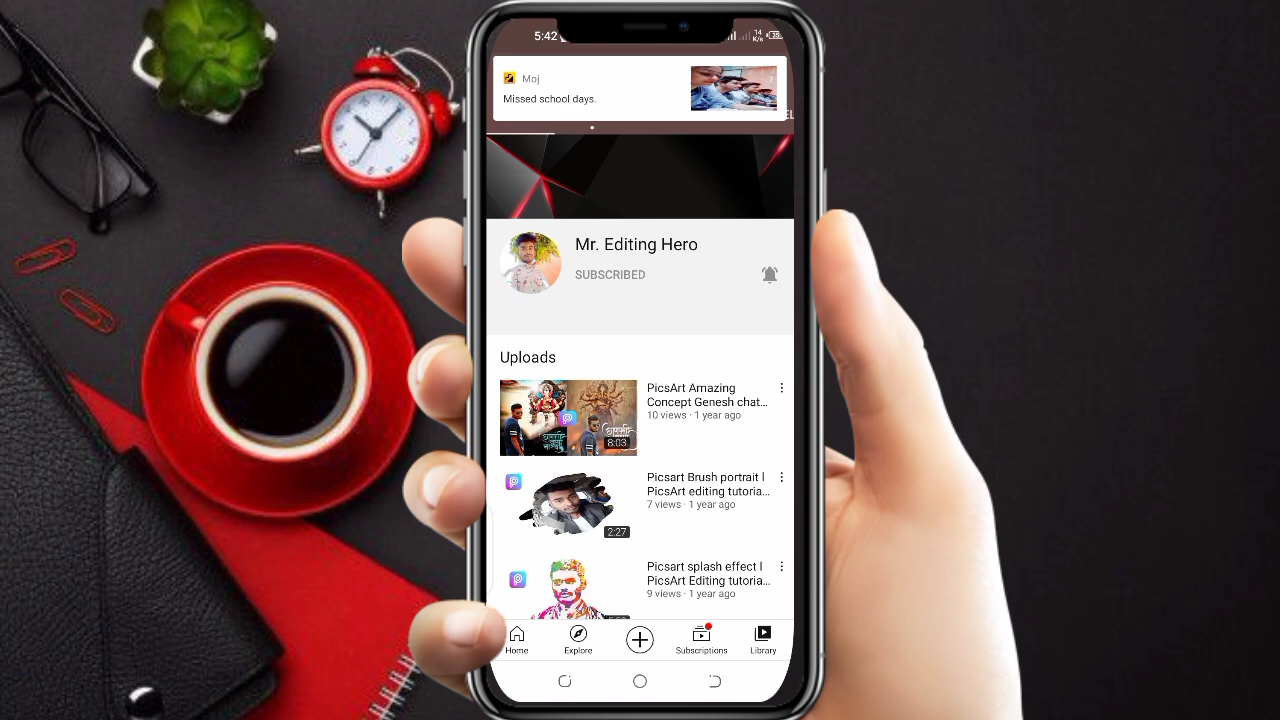 5:42
14
K/s
Moj
Missed school days.
EL
Mr. Editing Hero
SUBSCRIBED
Uploads
PicsArt Amazing
Concept Genesh chat...
10 views · 1 year ago
8:03
Picsart Brush portrait l
PicsArt editing tutoria...
7 views · 1 year ago
2:27
Picsart splash effect l
PicsArt Editing tutoria...
9 views · 1 year ago
Home
Explore
Subscriptions
Library